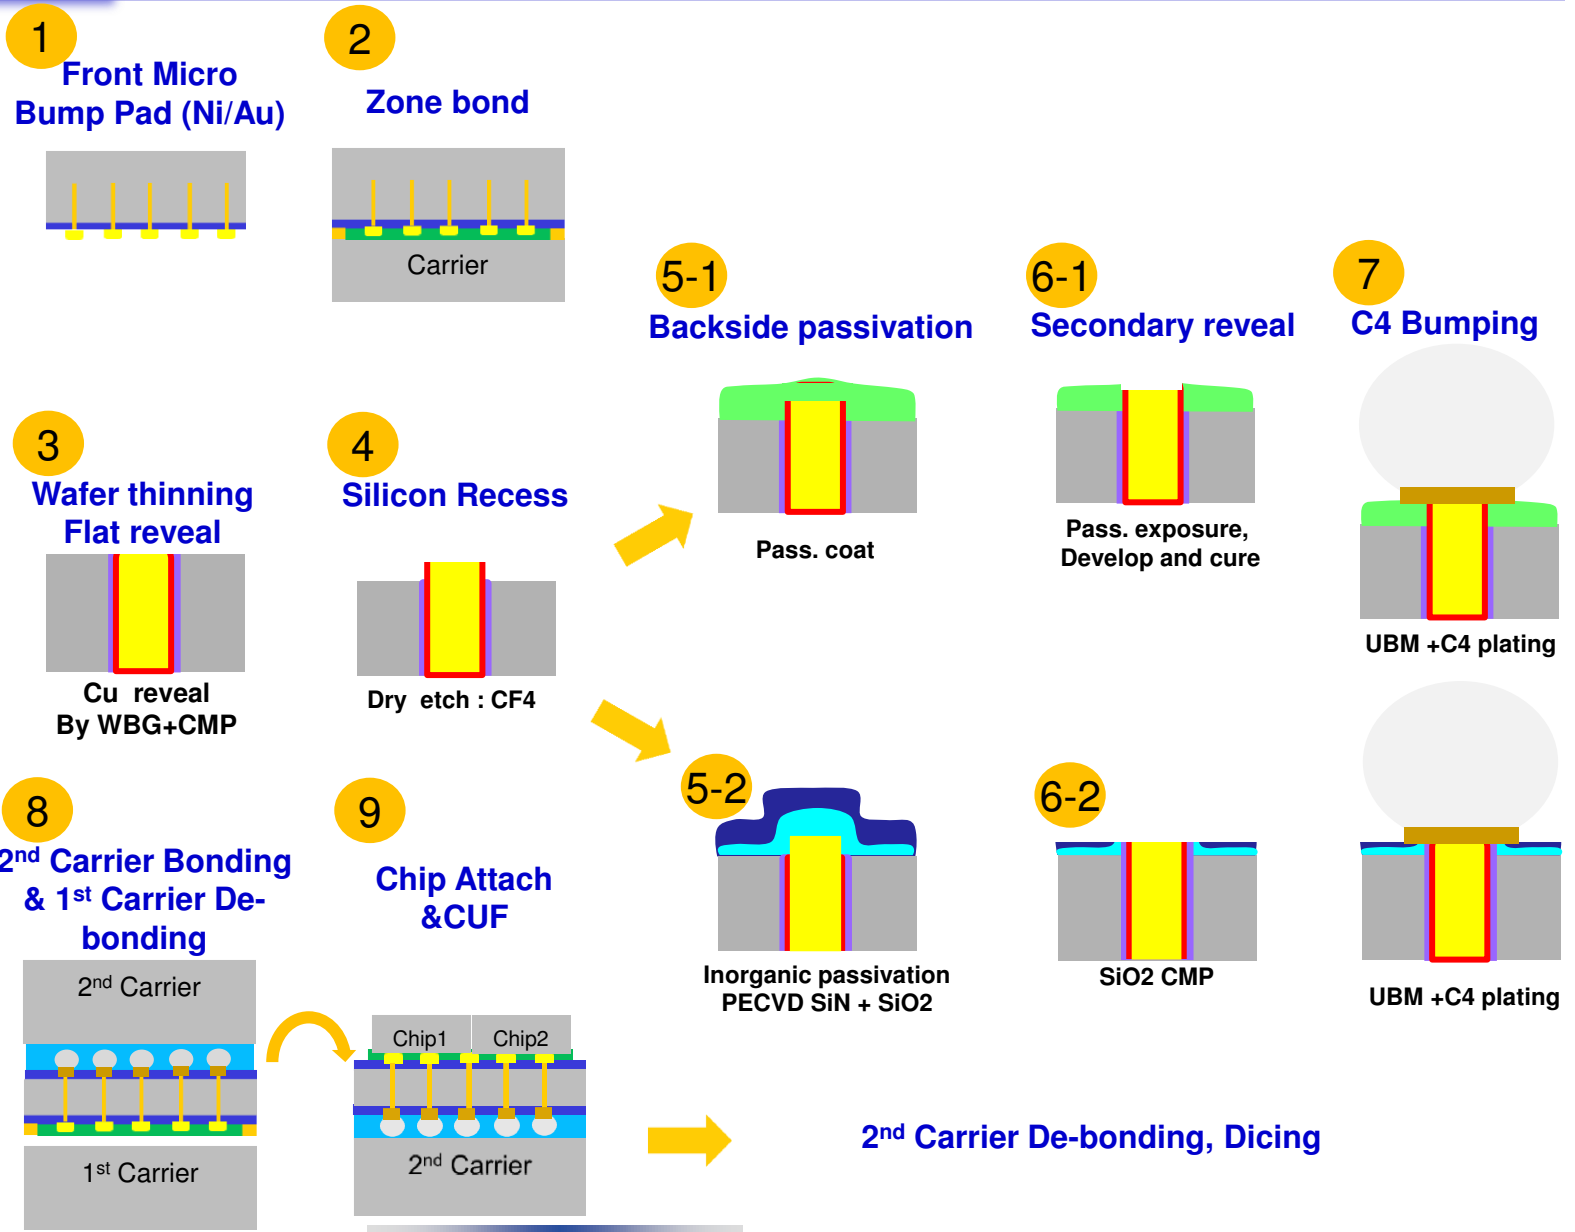 1
Front Micro
Bump Pad (Ni/Au)
2
Zone bond
Carrier
3
Wafer thinning
Flat reveal
Cu reveal
By WBG+CMP
4
Silicon Recess
Dry etch : CF4
5-1
Backside passivation
Pass. coat
6-1
Secondary reveal
Pass. exposure,
Develop and cure
7
C4 Bumping
UBM +C4 plating
5-2
Inorganic passivation
PECVD SiN + SiO2
6-2
SiO2 CMP
UBM +C4 plating
8
2nd Carrier Bonding
& 1st Carrier De-
bonding
2nd Carrier
1st Carrier
9
Chip Attach
&CUF
Chip1
Chip2
2nd Carrier
2nd Carrier De-bonding, Dicing